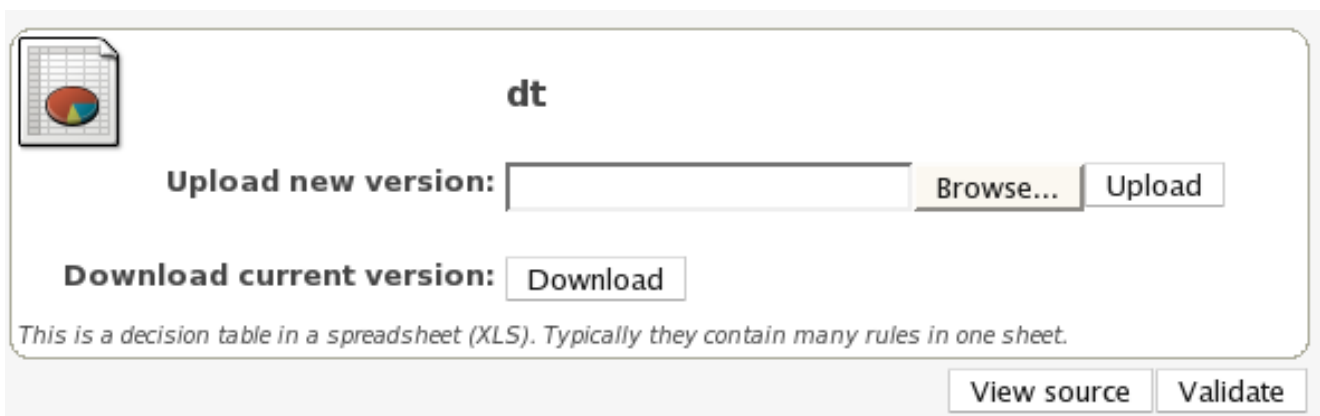 dt
Upload new version: Browse... Upload
Download current version: Download
This is a decision table in a spreadsheet (XLS). Typically they contain many rules in one sheet.
View source Validate